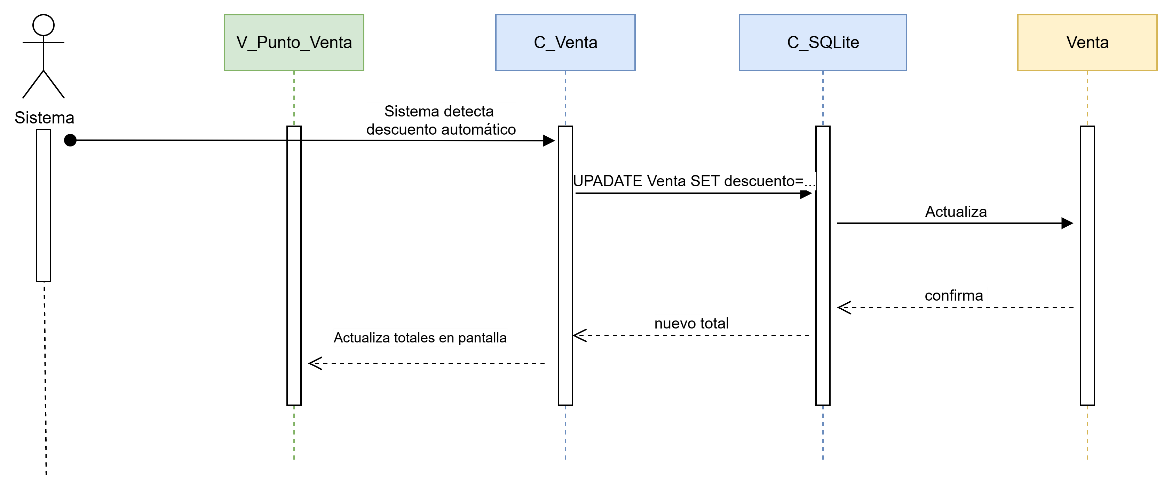 V_Punto_Venta
C_Venta
C_SQLite
Venta
Sistema
Sistema detecta
descuento automático
UPADATE Venta SET descuento=...
Actualiza
confirma
nuevo total
Actualiza totales en pantalla